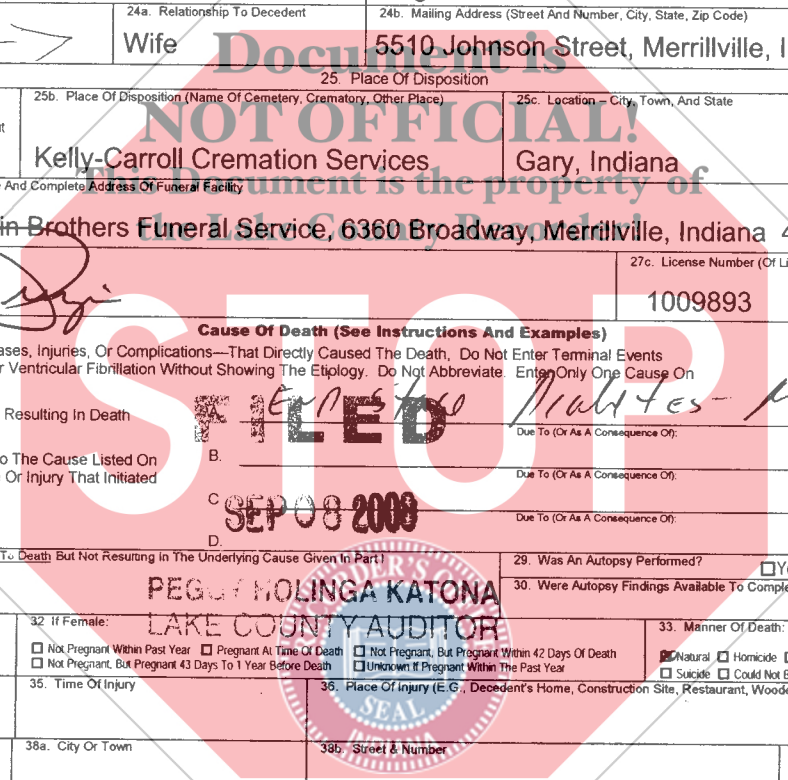 24a. Relationship To Decedent
24b. Mailing Address (Street And Number, City, State, Zip Code)
Wife
5510 Johnson Street, Merrillville, I
Document is
25. Place Of Disposition
25b. Place Of Disposition (Name Of Cemetery, Crematory, Other Place)
25c. Location – City, Town, And State
NOT OFFICIAL!
Kelly-Carroll Cremation Services
Gary, Indiana
This Document is the property of
And Complete Address Of Funeral Facility
the Lake County Recorder!
in Brothers Funeral Service, 6360 Broadway, Merrillville, Indiana 4
27c. License Number (Of Li
1009893
STOP
Cause Of Death (See Instructions And Examples)
ases, Injuries, Or Complications—That Directly Caused The Death, Do Not Enter Terminal Events
r Ventricular Fibrillation Without Showing The Etiology. Do Not Abbreviate. Enter Only One Cause On
Resulting In Death
A.
FILED
Due To (Or As A Consequence Of):
o The Cause Listed On
B.
Or Injury That Initiated
Due To (Or As A Consequence Of):
C
SEP 08 2008
Due To (Or As A Consequence Of):
D.
To Death But Not Resulting In The Underlying Cause Given In Part I
29. Was An Autopsy Performed?
☐Y
PEGGY HOLINGA KATONA
30. Were Autopsy Findings Available To Comple
LAKE COUNTY AUDITOR
32 If Female:
33. Manner Of Death:
☐ Not Pregnant Within Past Year ☐ Pregnant At Time Of Death ☐ Not Pregnant, But Pregnant Within 42 Days Of Death
☐ Not Pregnant, But Pregnant 43 Days To 1 Year Before Death ☐ Unknown If Pregnant Within The Past Year
☒ Natural ☐ Homicide
☐ Suicide ☐ Could Not B
35. Time Of Injury
36. Place Of Injury (E.G., Decedent's Home, Construction Site, Restaurant, Woode
SEAL
INDIANA
38a. City Or Town
38b. Street & Number